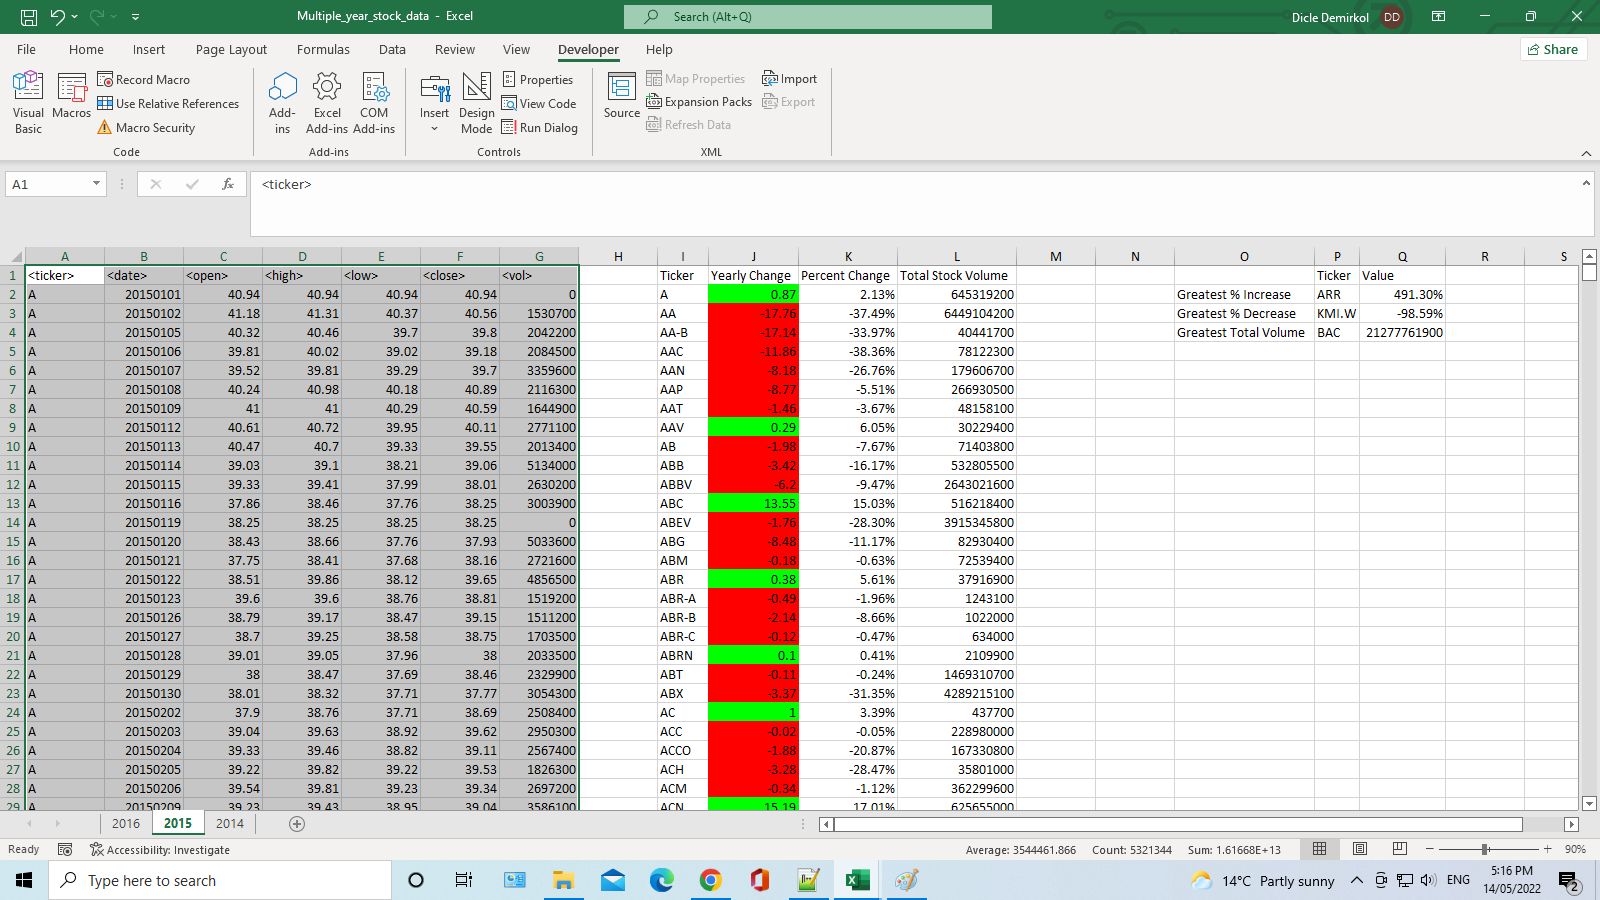 Multiple_year_stock_data - Excel
Search (Alt+Q)
Dicle Demirkol DD
File Home Insert Page Layout Formulas Data Review View Developer Help Share
Visual Basic
Macros
Record Macro
Use Relative References
Macro Security
Code
Add-ins
Excel Add-ins
COM Add-ins
Add-ins
Insert
Design Mode
Properties
View Code
Run Dialog
Controls
Source
Map Properties
Expansion Packs
Refresh Data
Import
Export
XML
A1 fx <ticker>
A B C D E F G H I J K L M N O P Q R S
1 <ticker> <date> <open> <high> <low> <close> <vol> Ticker Yearly Change Percent Change Total Stock Volume Ticker Value
2 A 20150101 40.94 40.94 40.94 40.94 0 A 0.87 2.13% 645319200 Greatest % Increase ARR 491.30%
3 A 20150102 41.18 41.31 40.37 40.56 1530700 AA -17.76 -37.49% 6449104200 Greatest % Decrease KMI.W -98.59%
4 A 20150105 40.32 40.46 39.7 39.8 2042200 AA-B -17.14 -33.97% 40441700 Greatest Total Volume BAC 21277761900
5 A 20150106 39.81 40.02 39.02 39.18 2084500 AAC -11.86 -38.36% 78122300
6 A 20150107 39.52 39.81 39.29 39.7 3359600 AAN -8.18 -26.76% 179606700
7 A 20150108 40.24 40.98 40.18 40.89 2116300 AAP -8.77 -5.51% 266930500
8 A 20150109 41 41 40.29 40.59 1644900 AAT -1.46 -3.67% 48158100
9 A 20150112 40.61 40.72 39.95 40.11 2771100 AAV 0.29 6.05% 30229400
10 A 20150113 40.47 40.7 39.33 39.55 2013400 AB -1.98 -7.67% 71403800
11 A 20150114 39.03 39.1 38.21 39.06 5134000 ABB -3.42 -16.17% 532805500
12 A 20150115 39.33 39.41 37.99 38.01 2630200 ABBV -6.2 -9.47% 2643021600
13 A 20150116 37.86 38.46 37.76 38.25 3003900 ABC 13.55 15.03% 516218400
14 A 20150119 38.25 38.25 38.25 38.25 0 ABEV -1.76 -28.30% 3915345800
15 A 20150120 38.43 38.66 37.76 37.93 5033600 ABG -8.48 -11.17% 82930400
16 A 20150121 37.75 38.41 37.68 38.16 2721600 ABM -0.18 -0.63% 72539400
17 A 20150122 38.51 39.86 38.12 39.65 4856500 ABR 0.38 5.61% 37916900
18 A 20150123 39.6 39.6 38.76 38.81 1519200 ABR-A -0.49 -1.96% 1243100
19 A 20150126 38.79 39.17 38.47 39.15 1511200 ABR-B -2.14 -8.66% 1022000
20 A 20150127 38.7 39.25 38.58 38.75 1703500 ABR-C -0.12 -0.47% 634000
21 A 20150128 39.01 39.05 37.96 38 2033500 ABRN 0.1 0.41% 2109900
22 A 20150129 38 38.47 37.69 38.46 2329900 ABT -0.11 -0.24% 1469310700
23 A 20150130 38.01 38.32 37.71 37.77 3054300 ABX -3.37 -31.35% 4289215100
24 A 20150202 37.9 38.76 37.71 38.69 2508400 AC 1 3.39% 437700
25 A 20150203 39.04 39.63 38.92 39.62 2950300 ACC -0.02 -0.05% 228980000
26 A 20150204 39.33 39.46 38.82 39.11 2567400 ACCO -1.88 -20.87% 167330800
27 A 20150205 39.22 39.82 39.22 39.53 1826300 ACH -3.28 -28.47% 35801000
28 A 20150206 39.54 39.81 39.23 39.34 2697200 ACM -0.34 -1.12% 362299600
29 A 20150209 39.23 39.43 38.95 39.04 3586100 ACN 15.19 17.01% 625655000
2016 2015 2014
Ready Accessibility: Investigate Average: 3544461.866 Count: 5321344 Sum: 1.61668E+13 90%
Type here to search 14°C Partly sunny ENG 5:16 PM
14/05/2022 2